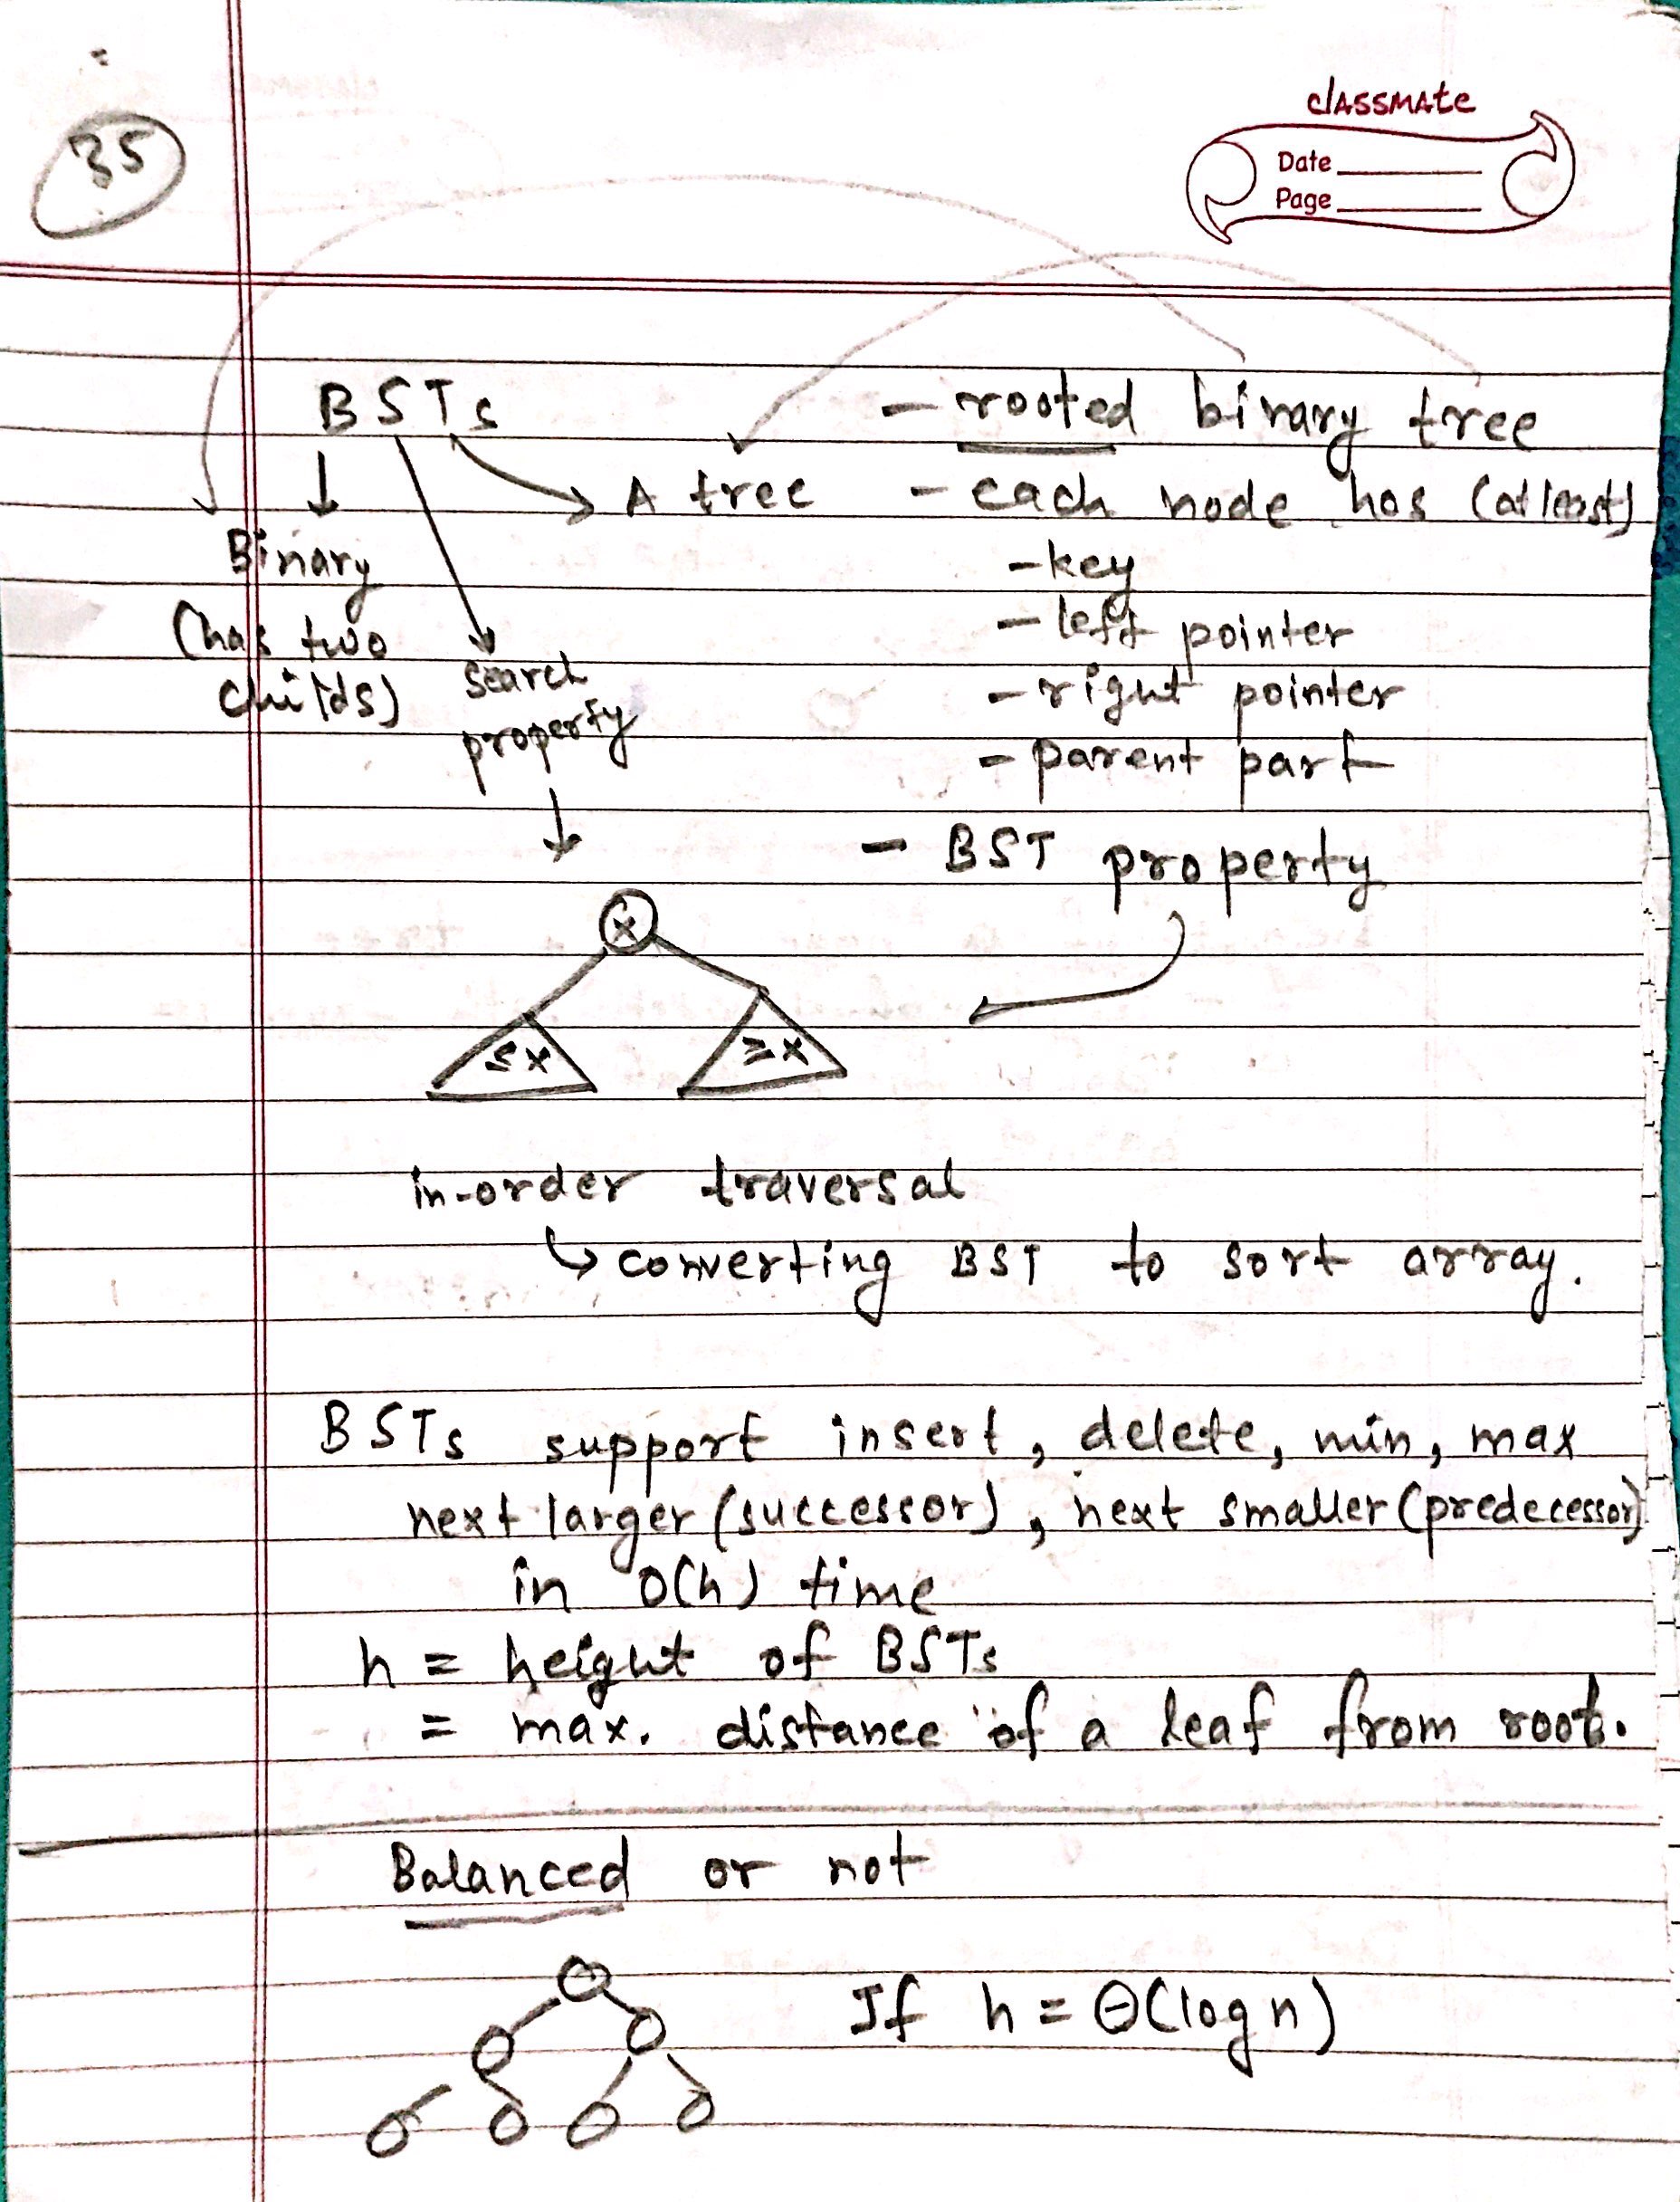 35
classmate
Date
Page
BSTs
- rooted binary tree
A tree
- each node has (at least)
Binary
(has two
childs)
search
property
- key
- left pointer
- right pointer
- parent part
- BST property
x
≤x
≥x
in-order traversal
↳ converting BST to sort array.
BSTs support insert, delete, min, max
next larger (successor), next smaller (predecessor)
in O(h) time
h = height of BSTs
= max. distance of a leaf from root.
Balanced or not
If h = Θ(log n)